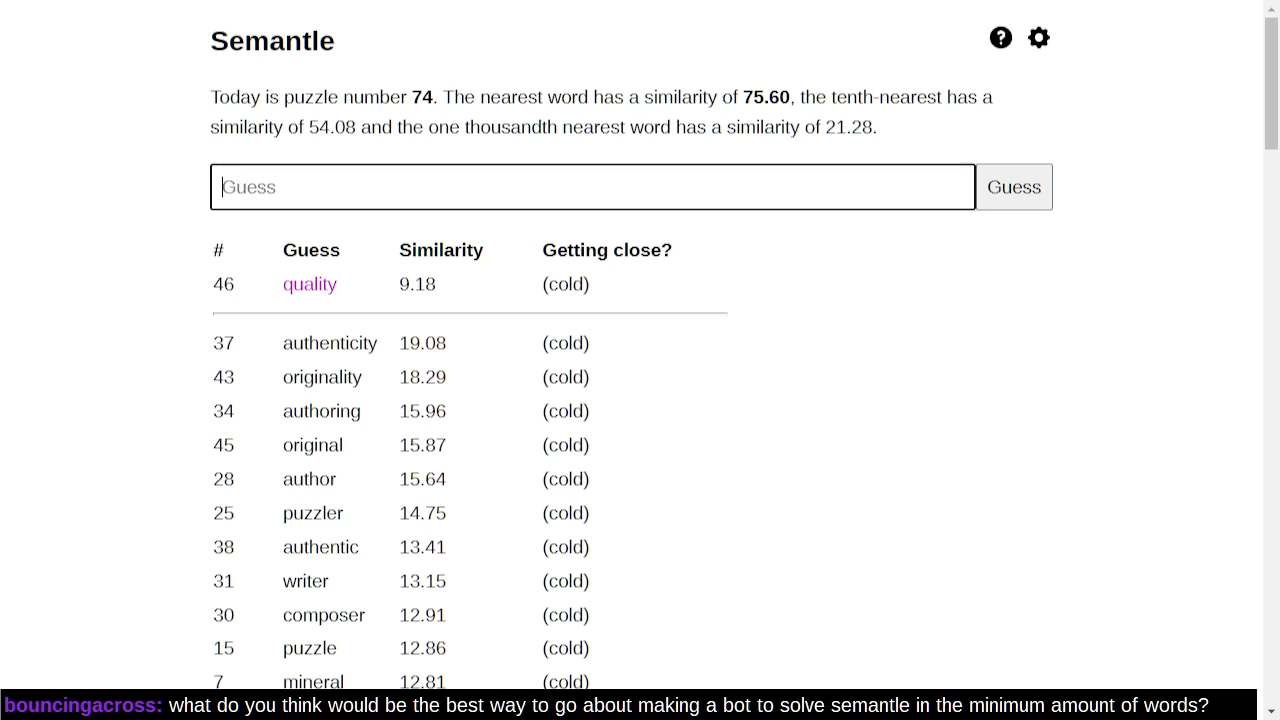 Semantle
Today is puzzle number 74. The nearest word has a similarity of 75.60, the tenth-nearest has a
similarity of 54.08 and the one thousandth nearest word has a similarity of 21.28.
Guess Guess
# Guess Similarity Getting close?
46 quality 9.18 (cold)
37 authenticity 19.08 (cold)
43 originality 18.29 (cold)
34 authoring 15.96 (cold)
45 original 15.87 (cold)
28 author 15.64 (cold)
25 puzzler 14.75 (cold)
38 authentic 13.41 (cold)
31 writer 13.15 (cold)
30 composer 12.91 (cold)
15 puzzle 12.86 (cold)
7 mineral 12.81 (cold)
bouncingacross: what do you think would be the best way to go about making a bot to solve semantle in the minimum amount of words?